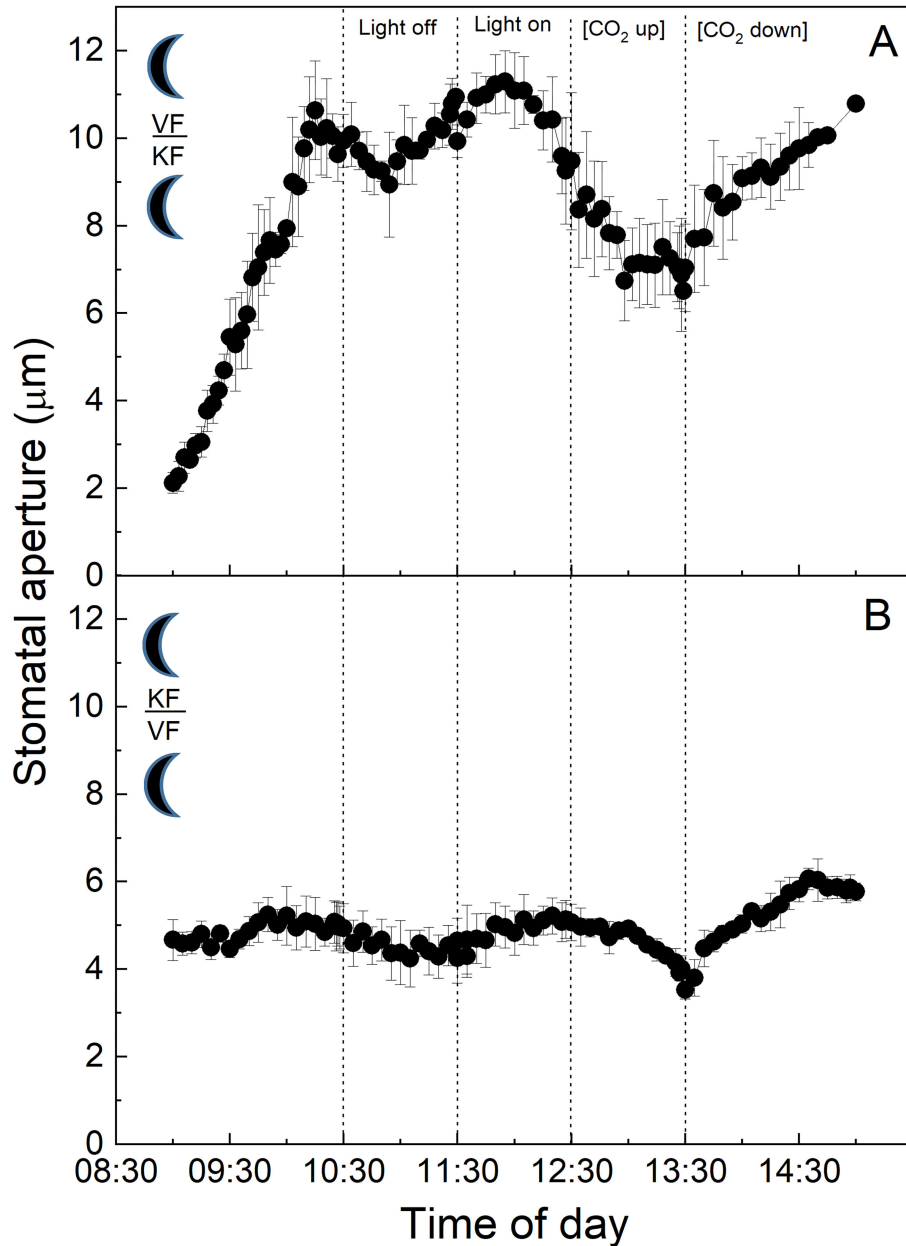 Light off
Light on
[CO₂ up]
[CO₂ down]
A
12
10
8
6
4
2
0
VF
KF
Stomatal aperture (μm)
B
12
10
8
6
4
2
0
KF
VF
08:30
09:30
10:30
11:30
12:30
13:30
14:30
Time of day